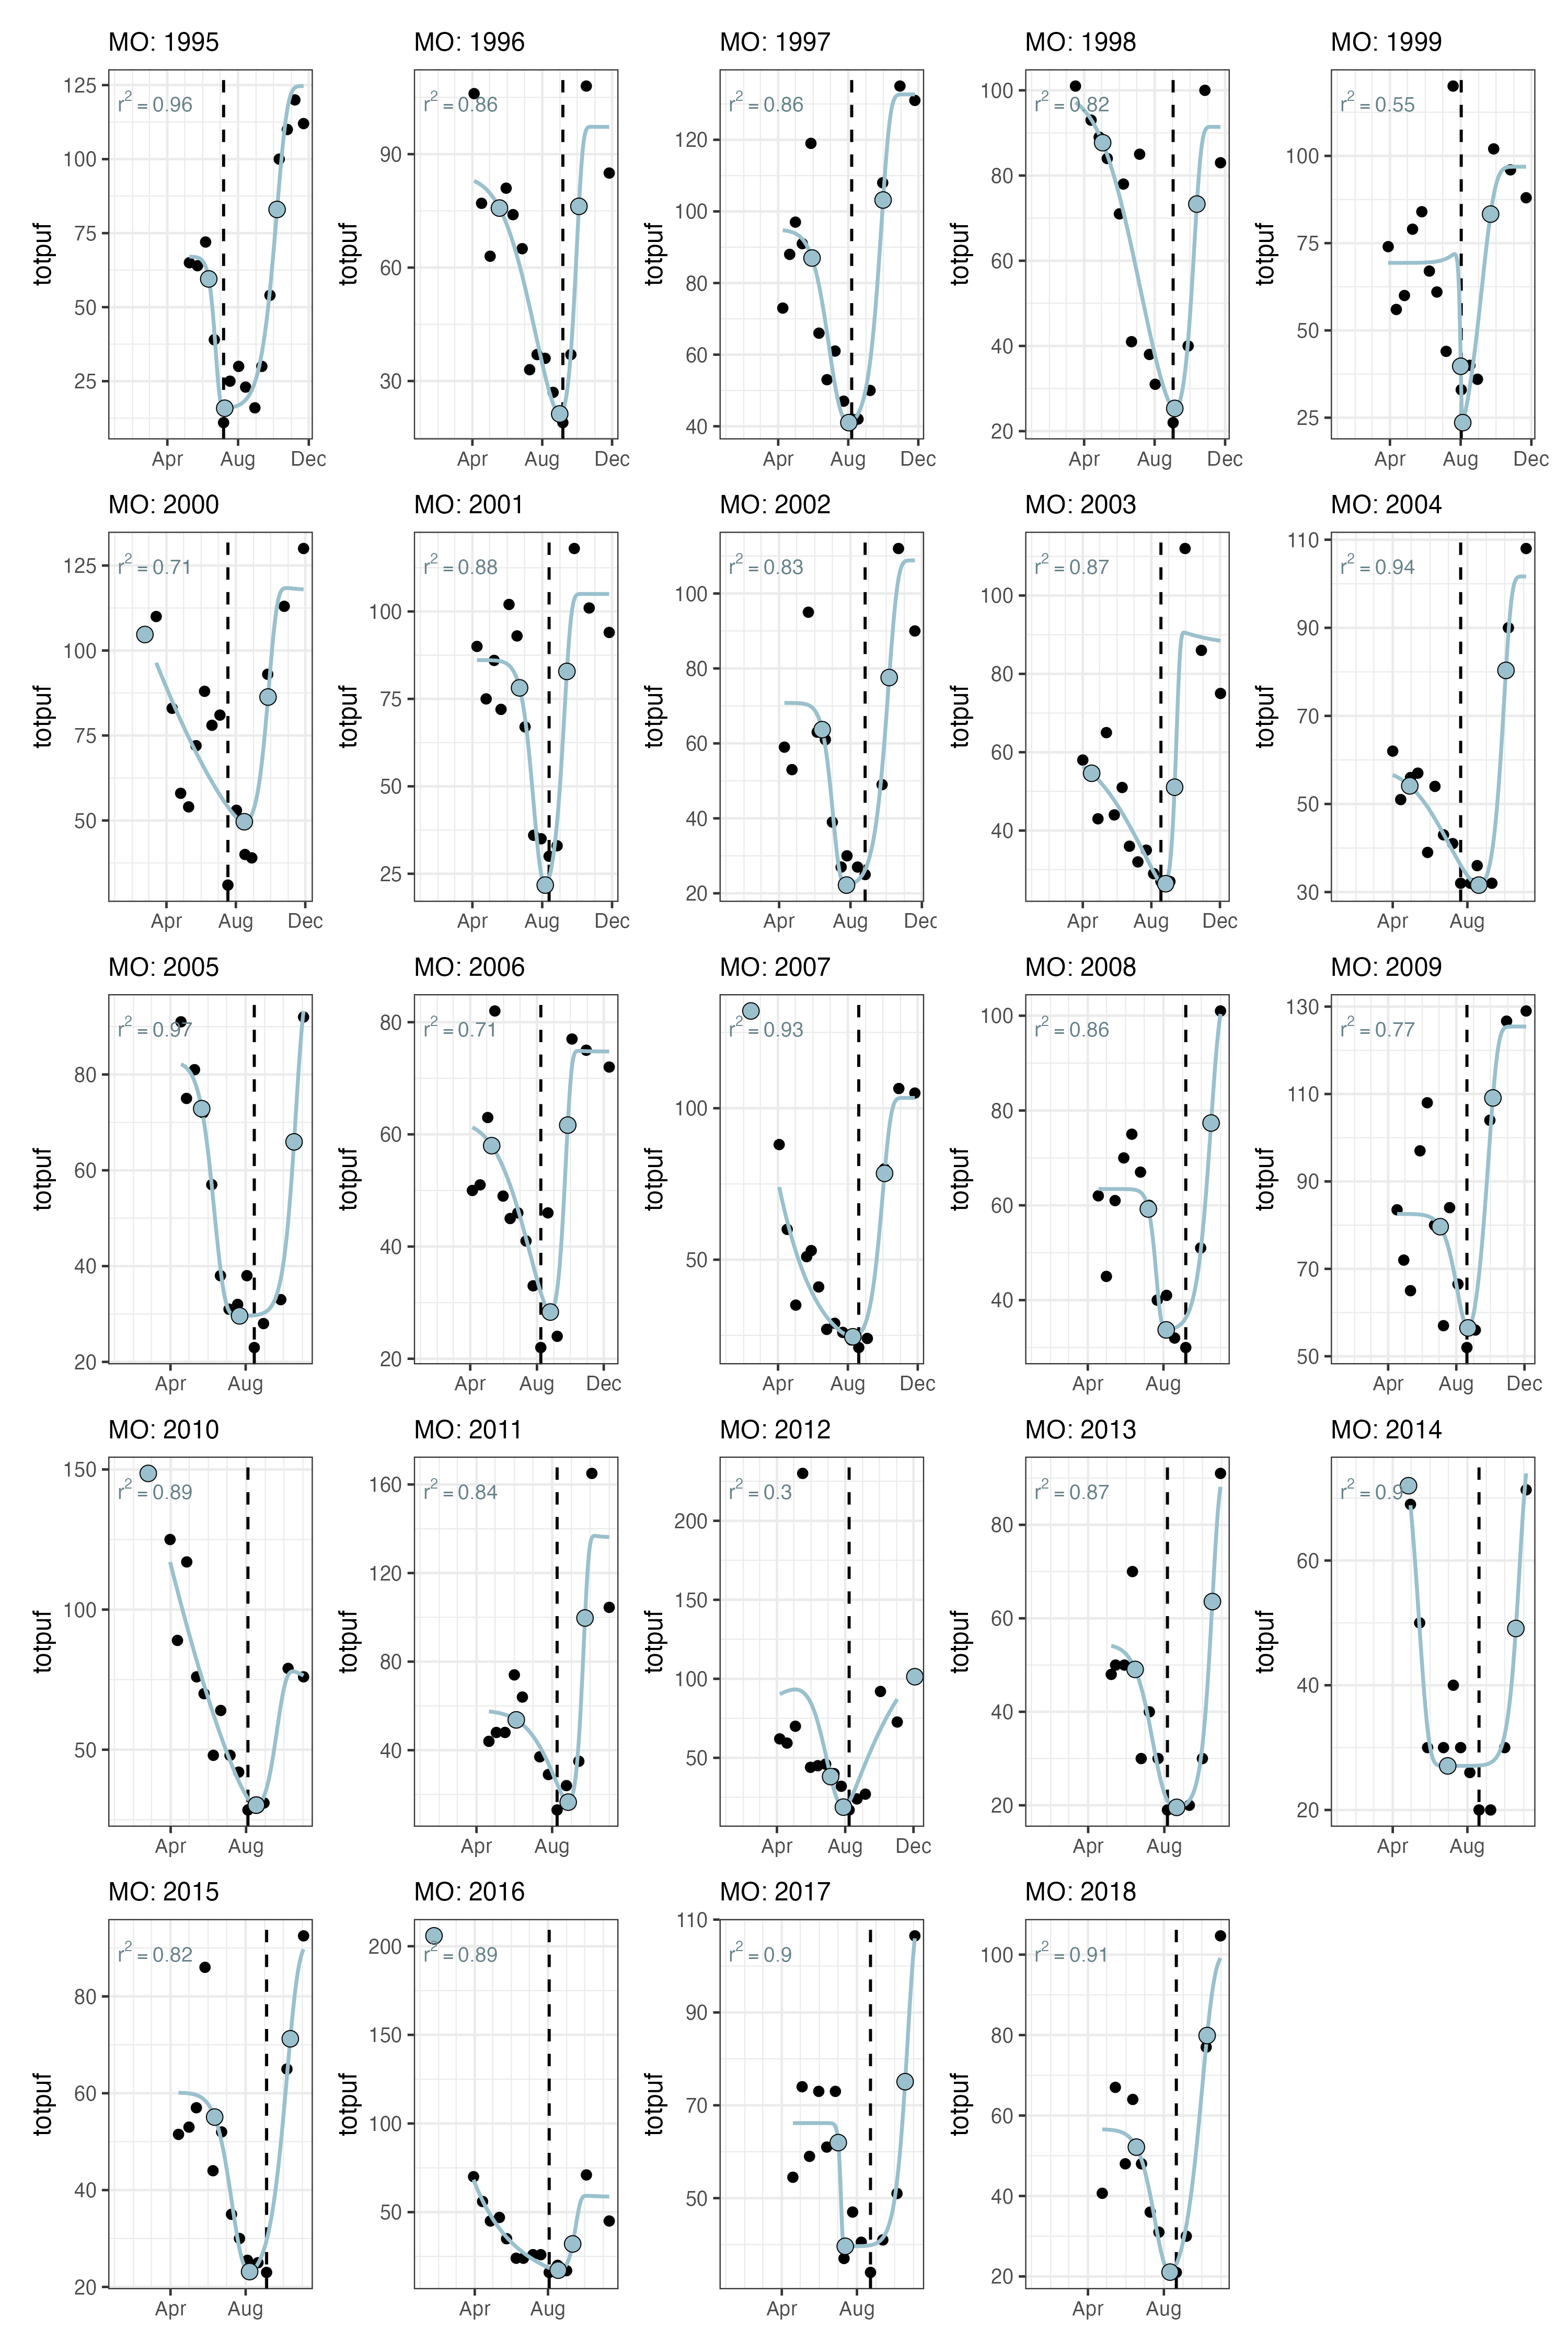 MO: 1995 MO: 1996 MO: 1997 MO: 1998 MO: 1999
totpuf totpuf totpuf totpuf totpuf
r² = 0.96 r² = 0.86 r² = 0.86 r² = 0.82 r² = 0.55
125 100 75 50 25
90 60 30
120 100 80 60 40
100 80 60 40 20
100 75 50 25
Apr Aug Dec Apr Aug Dec Apr Aug Dec Apr Aug Dec Apr Aug Dec
MO: 2000 MO: 2001 MO: 2002 MO: 2003 MO: 2004
totpuf totpuf totpuf totpuf totpuf
r² = 0.71 r² = 0.88 r² = 0.83 r² = 0.87 r² = 0.94
125 100 75 50
100 75 50 25
100 80 60 40 20
100 80 60 40
110 90 70 50 30
Apr Aug Dec Apr Aug Dec Apr Aug Dec Apr Aug Dec Apr Aug
MO: 2005 MO: 2006 MO: 2007 MO: 2008 MO: 2009
totpuf totpuf totpuf totpuf totpuf
r² = 0.97 r² = 0.71 r² = 0.93 r² = 0.86 r² = 0.77
80 60 40 20
80 60 40 20
100 50
100 80 60 40
130 110 90 70 50
Apr Aug Apr Aug Dec Apr Aug Dec Apr Aug Apr Aug Dec
MO: 2010 MO: 2011 MO: 2012 MO: 2013 MO: 2014
totpuf totpuf totpuf totpuf totpuf
r² = 0.89 r² = 0.84 r² = 0.3 r² = 0.87 r² = 0.9
150 100 50
160 120 80 40
200 150 100 50
80 60 40 20
60 40 20
Apr Aug Apr Aug Apr Aug Dec Apr Aug Apr Aug
MO: 2015 MO: 2016 MO: 2017 MO: 2018
totpuf totpuf totpuf totpuf
r² = 0.82 r² = 0.89 r² = 0.9 r² = 0.91
80 60 40 20
200 150 100 50
110 90 70 50
100 80 60 40 20
Apr Aug Apr Aug Apr Aug Apr Aug